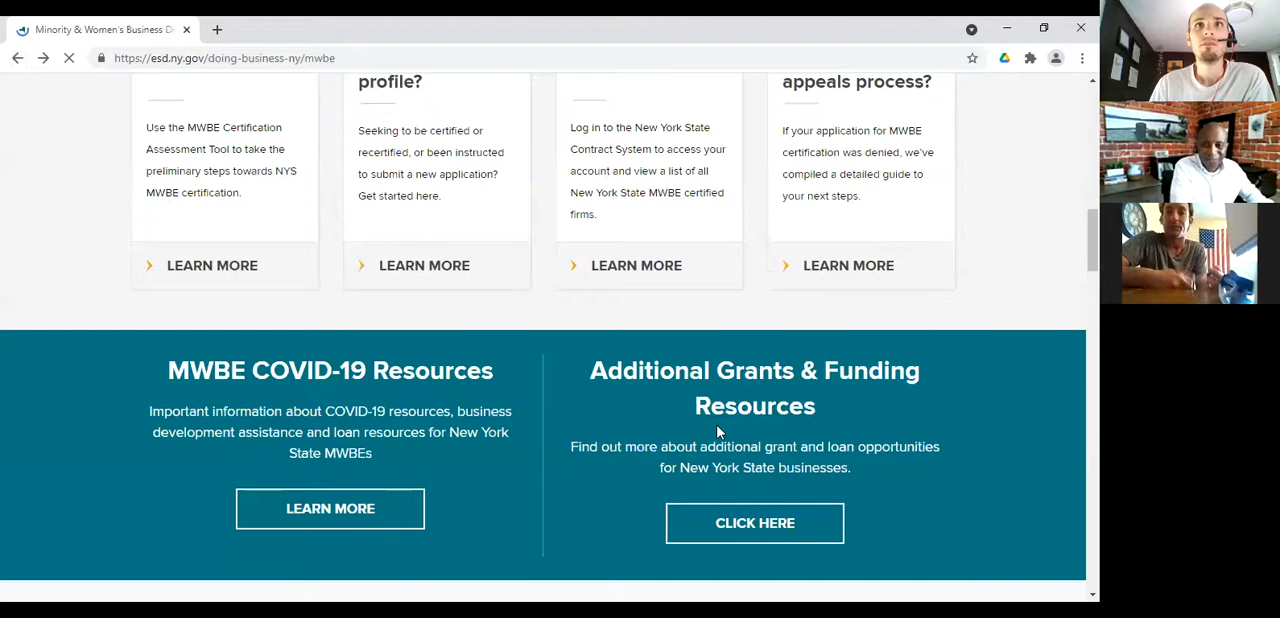 Minority & Women's Business D
https://esd.ny.gov/doing-business-ny/mwbe
profile?
appeals process?
Use the MWBE Certification
Assessment Tool to take the
preliminary steps towards NYS
MWBE certification.
Seeking to be certified or
recertified, or been instructed
to submit a new application?
Get started here.
Log in to the New York State
Contract System to access your
account and view a list of all
New York State MWBE certified
firms.
If your application for MWBE
certification was denied, we've
compiled a detailed guide to
your next steps.
LEARN MORE
LEARN MORE
LEARN MORE
LEARN MORE
MWBE COVID-19 Resources
Important information about COVID-19 resources, business
development assistance and loan resources for New York
State MWBEs
LEARN MORE
Additional Grants & Funding
Resources
Find out more about additional grant and loan opportunities
for New York State businesses.
CLICK HERE